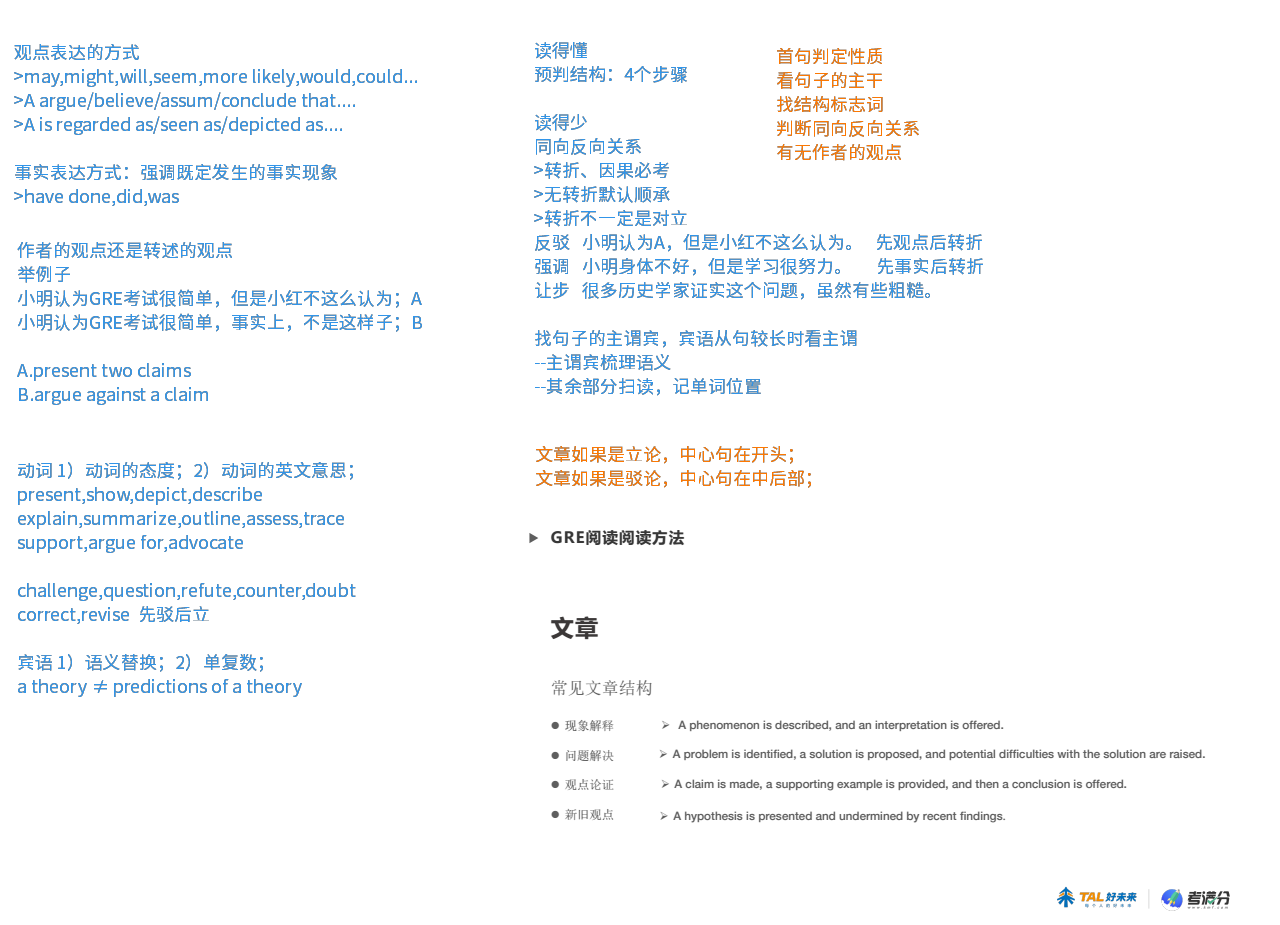 观点表达的方式
>may,might,will,seem,more likely,would,could...
>A argue/believe/assum/conclude that....
>A is regarded as/seen as/depicted as....
事实表达方式：强调既定发生的事实现象
>have done,did,was
作者的观点还是转述的观点
举例子
小明认为GRE考试很简单，但是小红不这么认为；A
小明认为GRE考试很简单，事实上，不是这样子；B
A.present two claims
B.argue against a claim
动词 1）动词的态度；2）动词的英文意思；
present,show,depict,describe
explain,summarize,outline,assess,trace
support,argue for,advocate
challenge,question,refute,counter,doubt
correct,revise 先驳后立
宾语 1）语义替换；2）单复数；
a theory ≠ predictions of a theory
读得懂
预判结构：4个步骤
读得少
同向反向关系
>转折、因果必考
>无转折默认顺承
>转折不一定是对立
反驳 小明认为A，但是小红不这么认为。 先观点后转折
强调 小明身体不好，但是学习很努力。 先事实后转折
让步 很多历史学家证实这个问题，虽然有些粗糙。
找句子的主谓宾，宾语从句较长时看主谓
--主谓宾梳理语义
--其余部分扫读，记单词位置
首句判定性质
看句子的主干
找结构标志词
判断同向反向关系
有无作者的观点
文章如果是立论，中心句在开头；
文章如果是驳论，中心句在中后部；
GRE阅读阅读方法
文章
常见文章结构
● 现象解释 ➢ A phenomenon is described, and an interpretation is offered.
● 问题解决 ➢ A problem is identified, a solution is proposed, and potential difficulties with the solution are raised.
● 观点论证 ➢ A claim is made, a supporting example is provided, and then a conclusion is offered.
● 新旧观点 ➢ A hypothesis is presented and undermined by recent findings.
TAL好未来 考满分